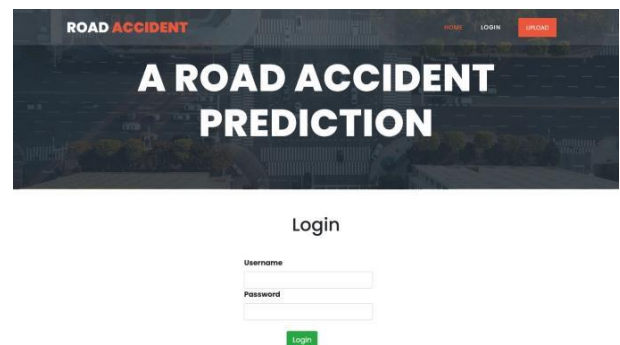 ROAD ACCIDENT
HOME LOGIN UPLOAD
A ROAD ACCIDENT
PREDICTION
Login
Username
Password
Login